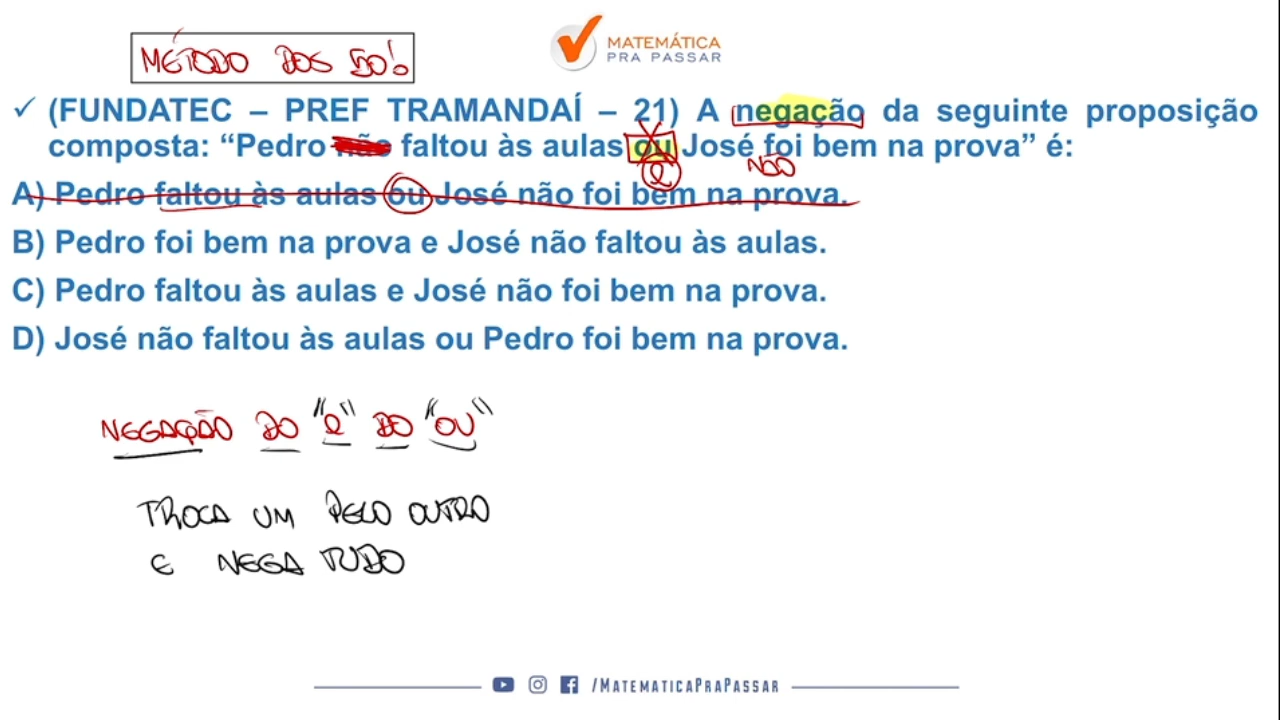 MÉTODO DOS 50!
MATEMÁTICA
PRA PASSAR
✓ (FUNDATEC – PREF TRAMANDAÍ – 21) A negação da seguinte proposição
composta: “Pedro não faltou às aulas ou José foi bem na prova” é:
e NÃO
A) Pedro faltou às aulas ou José não foi bem na prova.
B) Pedro foi bem na prova e José não faltou às aulas.
C) Pedro faltou às aulas e José não foi bem na prova.
D) José não faltou às aulas ou Pedro foi bem na prova.
NEGAÇÃO DO "e" DO "OU"
TROCA UM PELO OUTRO
E NEGA TUDO
/MATEMATICAPRAPASSAR